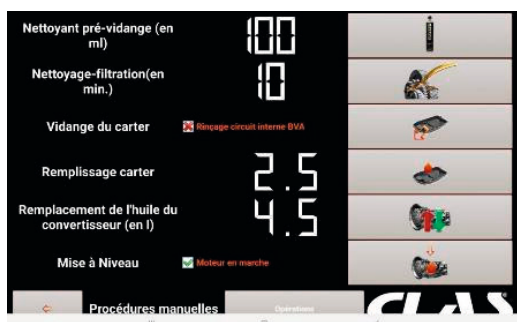 Nettoyant pré-vidange (en
ml)
100
Nettoyage-filtration(en
min.)
10
Vidange du carter
Rinçage circuit interne BVA
Remplissage carter
2.5
Remplacement de l'huile du
convertisseur (en l)
4.5
Mise à Niveau
Moteur en marche
Procédures manuelles
Opérations
CLAS